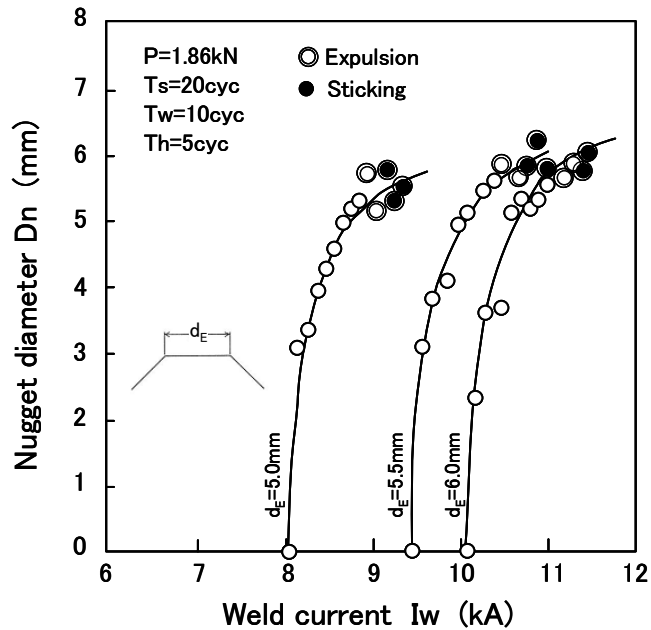 8
7
6
5
4
3
2
1
0
6
7
8
9
10
11
12
Nugget diameter Dn (mm)
Weld current Iw (kA)
P=1.86kN
Ts=20cyc
Tw=10cyc
Th=5cyc
Expulsion
Sticking
dE
dE=5.0mm
dE=5.5mm
dE=6.0mm